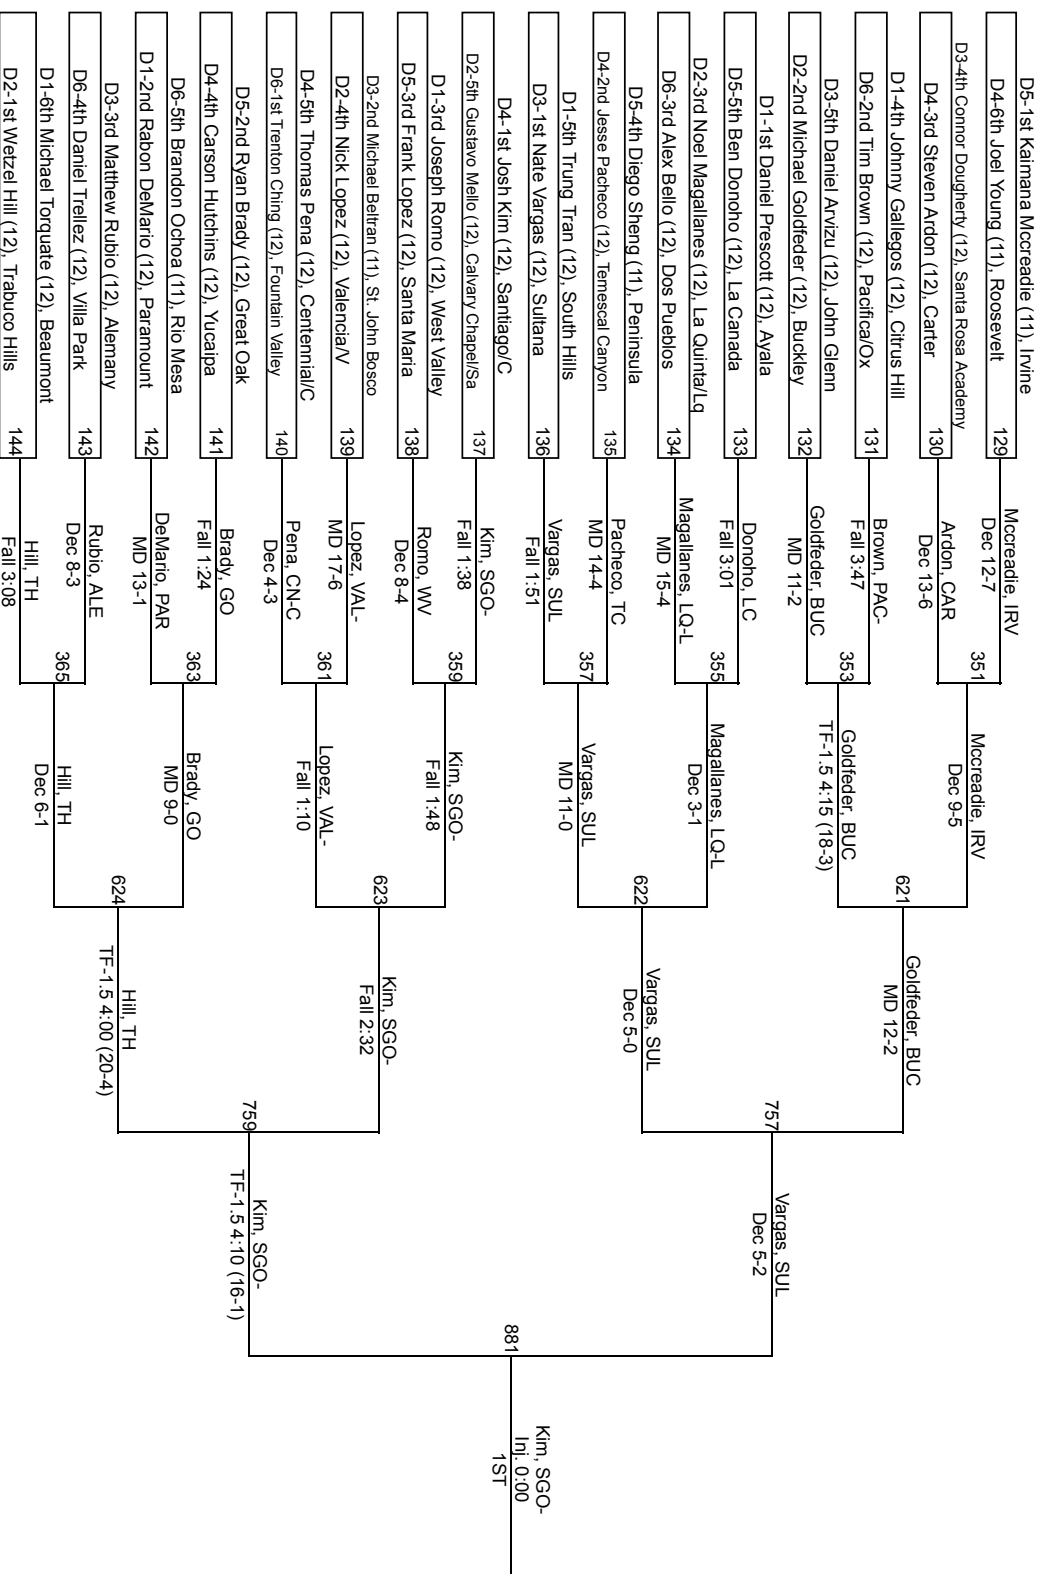 D5-1st Kaimana Mccreadie (11), Irvine
129
D4-6th Joel Young (11), Roosevelt
D3-4th Connor Dougherty (12), Santa Rosa Academy
130
D4-3rd Steven Ardon (12), Carter
D1-4th Johnny Gallegos (12), Citrus Hill
131
D6-2nd Tim Brown (12), Pacifica/Ox
D3-5th Daniel Arvizu (12), John Glenn
132
D2-2nd Michael Goldfeder (12), Buckley
D1-1st Daniel Prescott (12), Ayala
133
D5-5th Ben Donoho (12), La Canada
D2-3rd Noel Magallanes (12), La Quinta/Lq
134
D6-3rd Alex Bello (12), Dos Pueblos
D5-4th Diego Sheng (11), Peninsula
135
D4-2nd Jesse Pacheco (12), Temescal Canyon
D1-5th Trung Tran (12), South Hills
136
D3-1st Nate Vargas (12), Sultana
D4-1st Josh Kim (12), Santiago/C
137
D2-5th Gustavo Mello (12), Calvary Chapel/Sa
D1-3rd Joseph Romo (12), West Valley
138
D5-3rd Frank Lopez (12), Santa Maria
D3-2nd Michael Beltran (11), St. John Bosco
139
D2-4th Nick Lopez (12), Valencia/V
D4-5th Thomas Pena (12), Centennial/C
140
D6-1st Trenton Ching (12), Fountain Valley
D5-2nd Ryan Brady (12), Great Oak
141
D4-4th Carson Hutchins (12), Yucaipa
D6-5th Brandon Ochoa (11), Rio Mesa
142
D1-2nd Rabon DeMario (12), Paramount
D3-3rd Matthew Rubio (12), Alemany
143
D6-4th Daniel Trellez (12), Villa Park
D1-6th Michael Torquate (12), Beaumont
144
D2-1st Wetzel Hill (12), Trabuco Hills
Mccreadie, IRV
Dec 12-7
351
Ardon, CAR
Dec 13-6
Brown, PAC-
Fall 3:47
353
Goldfeder, BUC
MD 11-2
Donoho, LC
Fall 3:01
355
Magallanes, LQ-L
MD 15-4
Pacheco, TC
MD 14-4
357
Vargas, SUL
Fall 1:51
Kim, SGO-
Fall 1:38
359
Romo, WV
Dec 8-4
Lopez, VAL-
MD 17-6
361
Pena, CN-C
Dec 4-3
Brady, GO
Fall 1:24
363
DeMario, PAR
MD 13-1
Rubio, ALE
Dec 8-3
365
Hill, TH
Fall 3:08
Mccreadie, IRV
Dec 9-5
621
Goldfeder, BUC
TF-1.5 4:15 (18-3)
Magallanes, LQ-L
Dec 3-1
622
Vargas, SUL
MD 11-0
Kim, SGO-
Fall 1:48
623
Lopez, VAL-
Fall 1:10
Brady, GO
MD 9-0
624
Hill, TH
Dec 6-1
Goldfeder, BUC
MD 12-2
757
Vargas, SUL
Dec 5-0
Kim, SGO-
Fall 2:32
759
Hill, TH
TF-1.5 4:00 (20-4)
Vargas, SUL
Dec 5-2
881
Kim, SGO-
TF-1.5 4:10 (16-1)
Kim, SGO-
Inj. 0:00
1ST